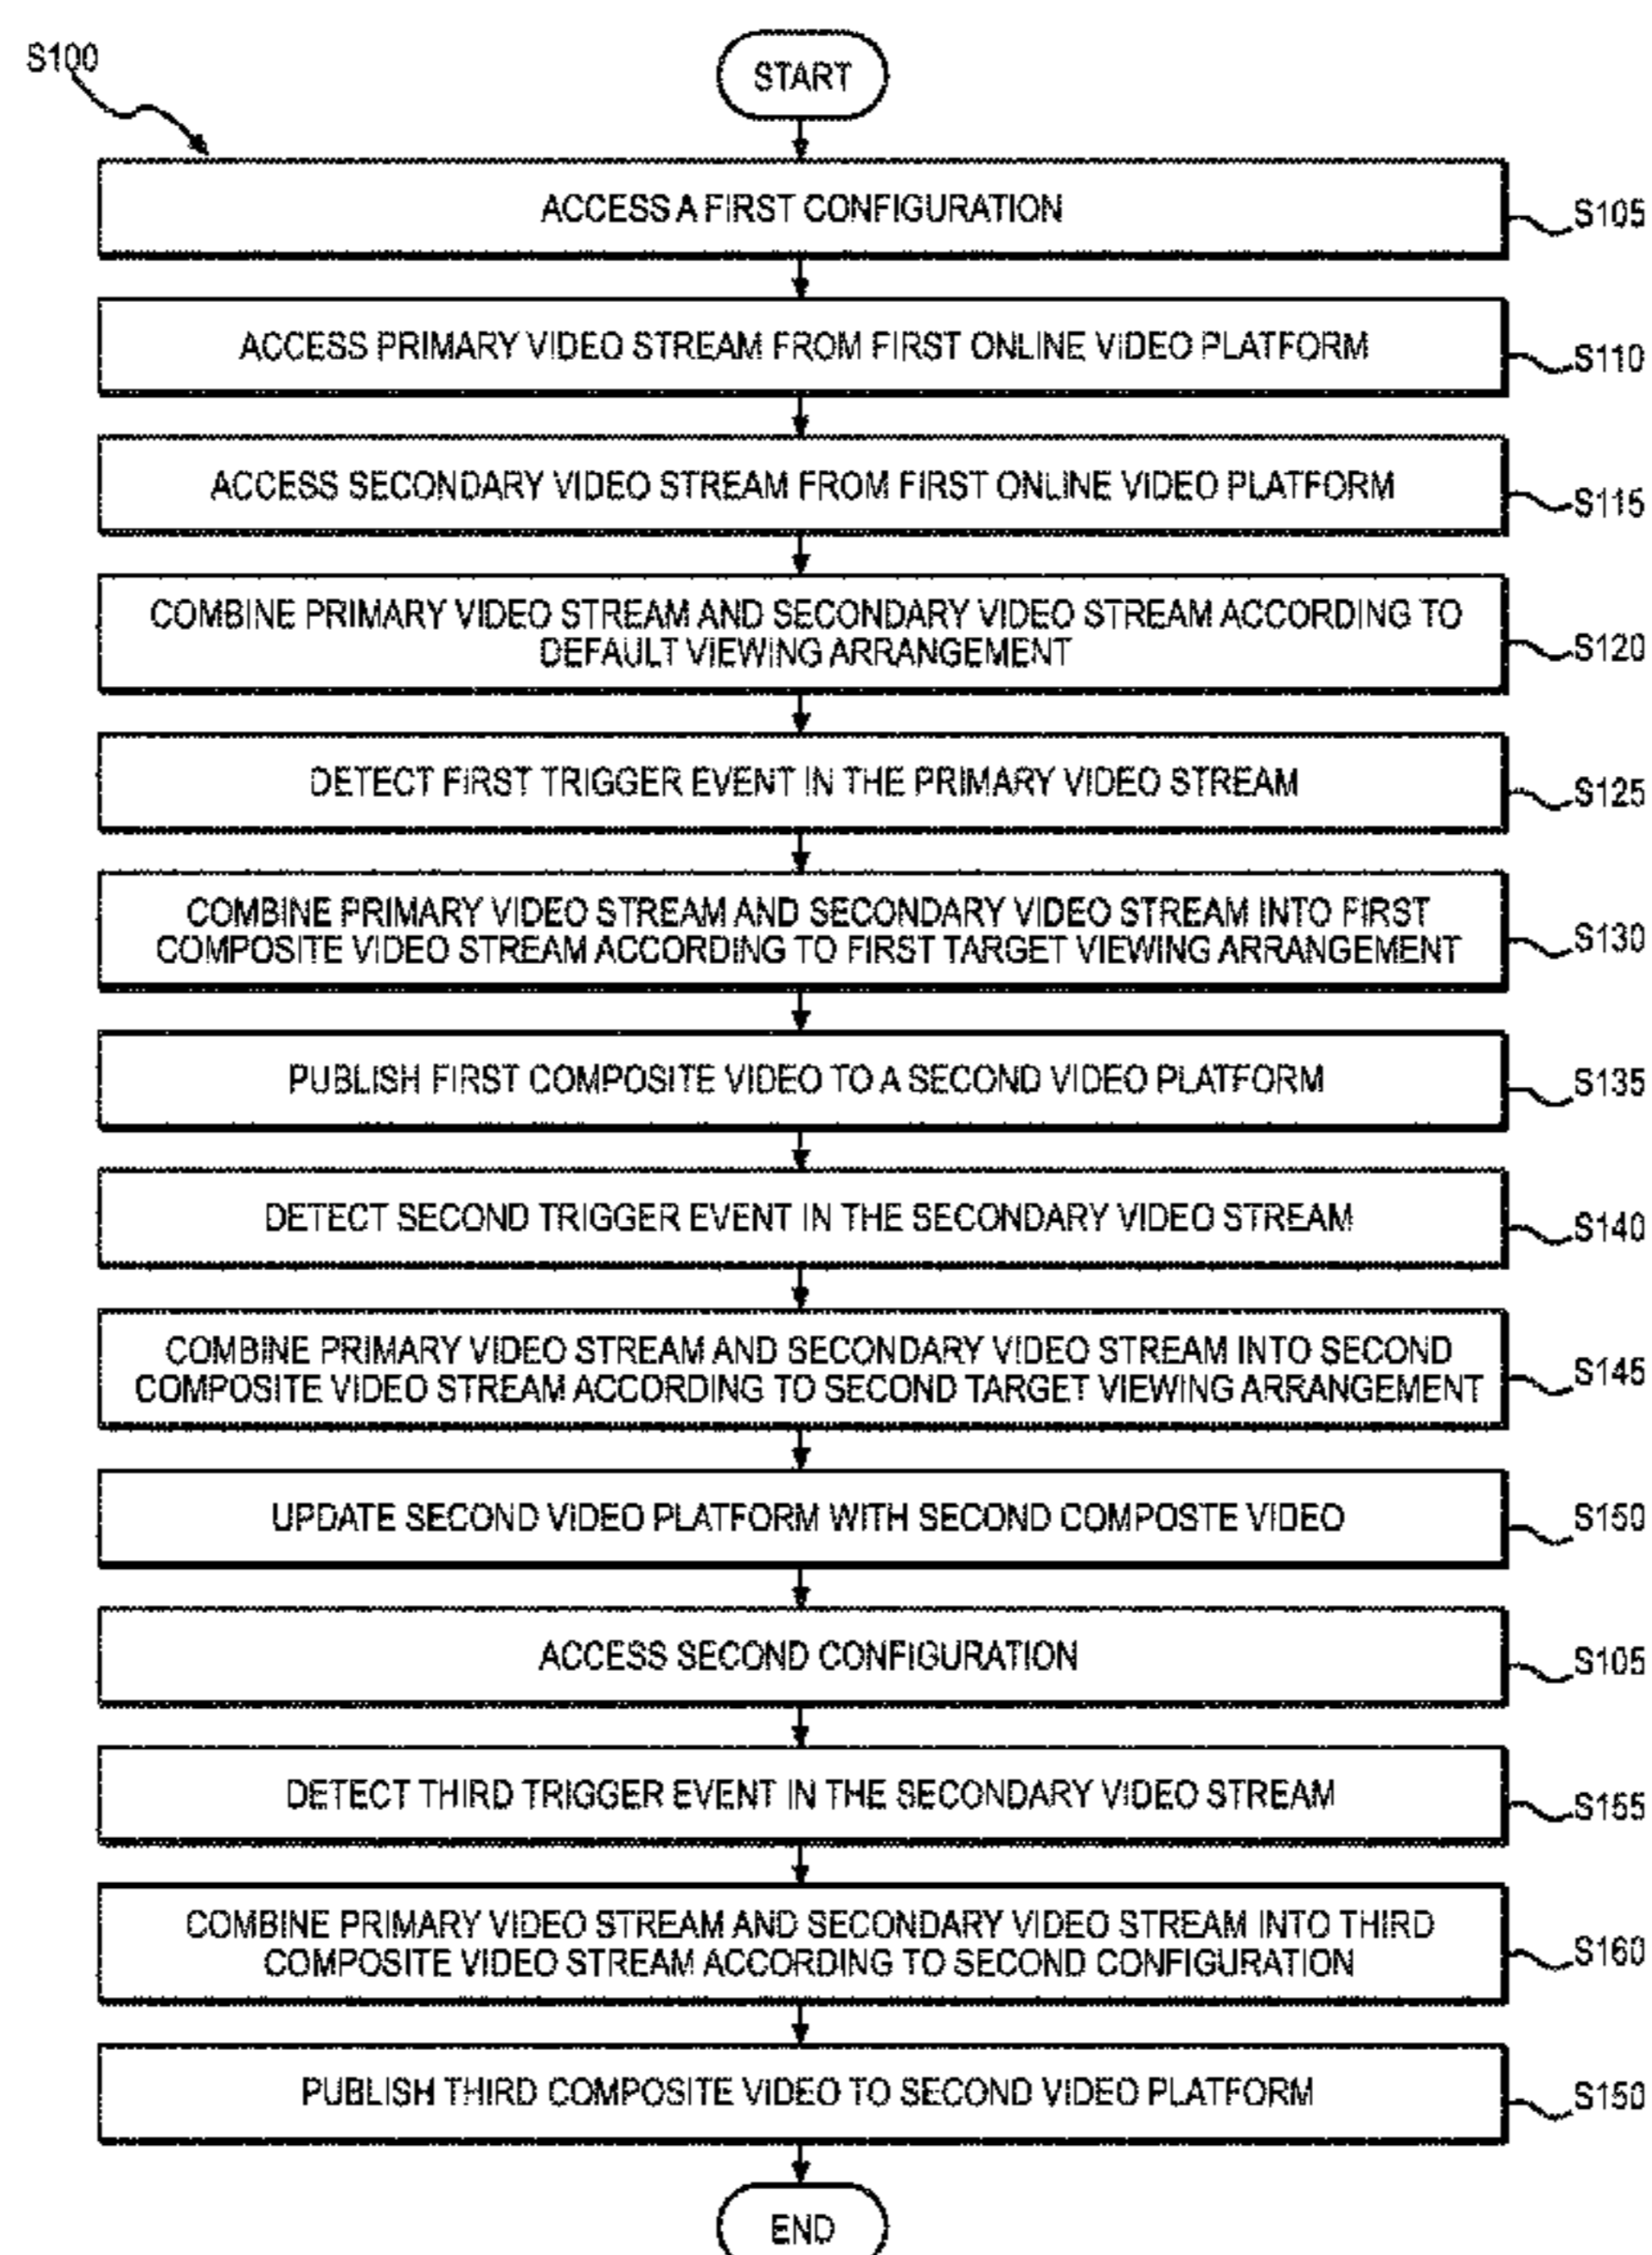 S100
START
ACCESS A FIRST CONFIGURATION
S105
ACCESS PRIMARY VIDEO STREAM FROM FIRST ONLINE VIDEO PLATFORM
S110
ACCESS SECONDARY VIDEO STREAM FROM FIRST ONLINE VIDEO PLATFORM
S115
COMBINE PRIMARY VIDEO STREAM AND SECONDARY VIDEO STREAM ACCORDING TO
DEFAULT VIEWING ARRANGEMENT
S120
DETECT FIRST TRIGGER EVENT IN THE PRIMARY VIDEO STREAM
S125
COMBINE PRIMARY VIDEO STREAM AND SECONDARY VIDEO STREAM INTO FIRST
COMPOSITE VIDEO STREAM ACCORDING TO FIRST TARGET VIEWING ARRANGEMENT
S130
PUBLISH FIRST COMPOSITE VIDEO TO A SECOND VIDEO PLATFORM
S135
DETECT SECOND TRIGGER EVENT IN THE SECONDARY VIDEO STREAM
S140
COMBINE PRIMARY VIDEO STREAM AND SECONDARY VIDEO STREAM INTO SECOND
COMPOSITE VIDEO STREAM ACCORDING TO SECOND TARGET VIEWING ARRANGEMENT
S145
UPDATE SECOND VIDEO PLATFORM WITH SECOND COMPOSTE VIDEO
S150
ACCESS SECOND CONFIGURATION
S105
DETECT THIRD TRIGGER EVENT IN THE SECONDARY VIDEO STREAM
S155
COMBINE PRIMARY VIDEO STREAM AND SECONDARY VIDEO STREAM INTO THIRD
COMPOSITE VIDEO STREAM ACCORDING TO SECOND CONFIGURATION
S160
PUBLISH THIRD COMPOSITE VIDEO TO SECOND VIDEO PLATFORM
S150
END